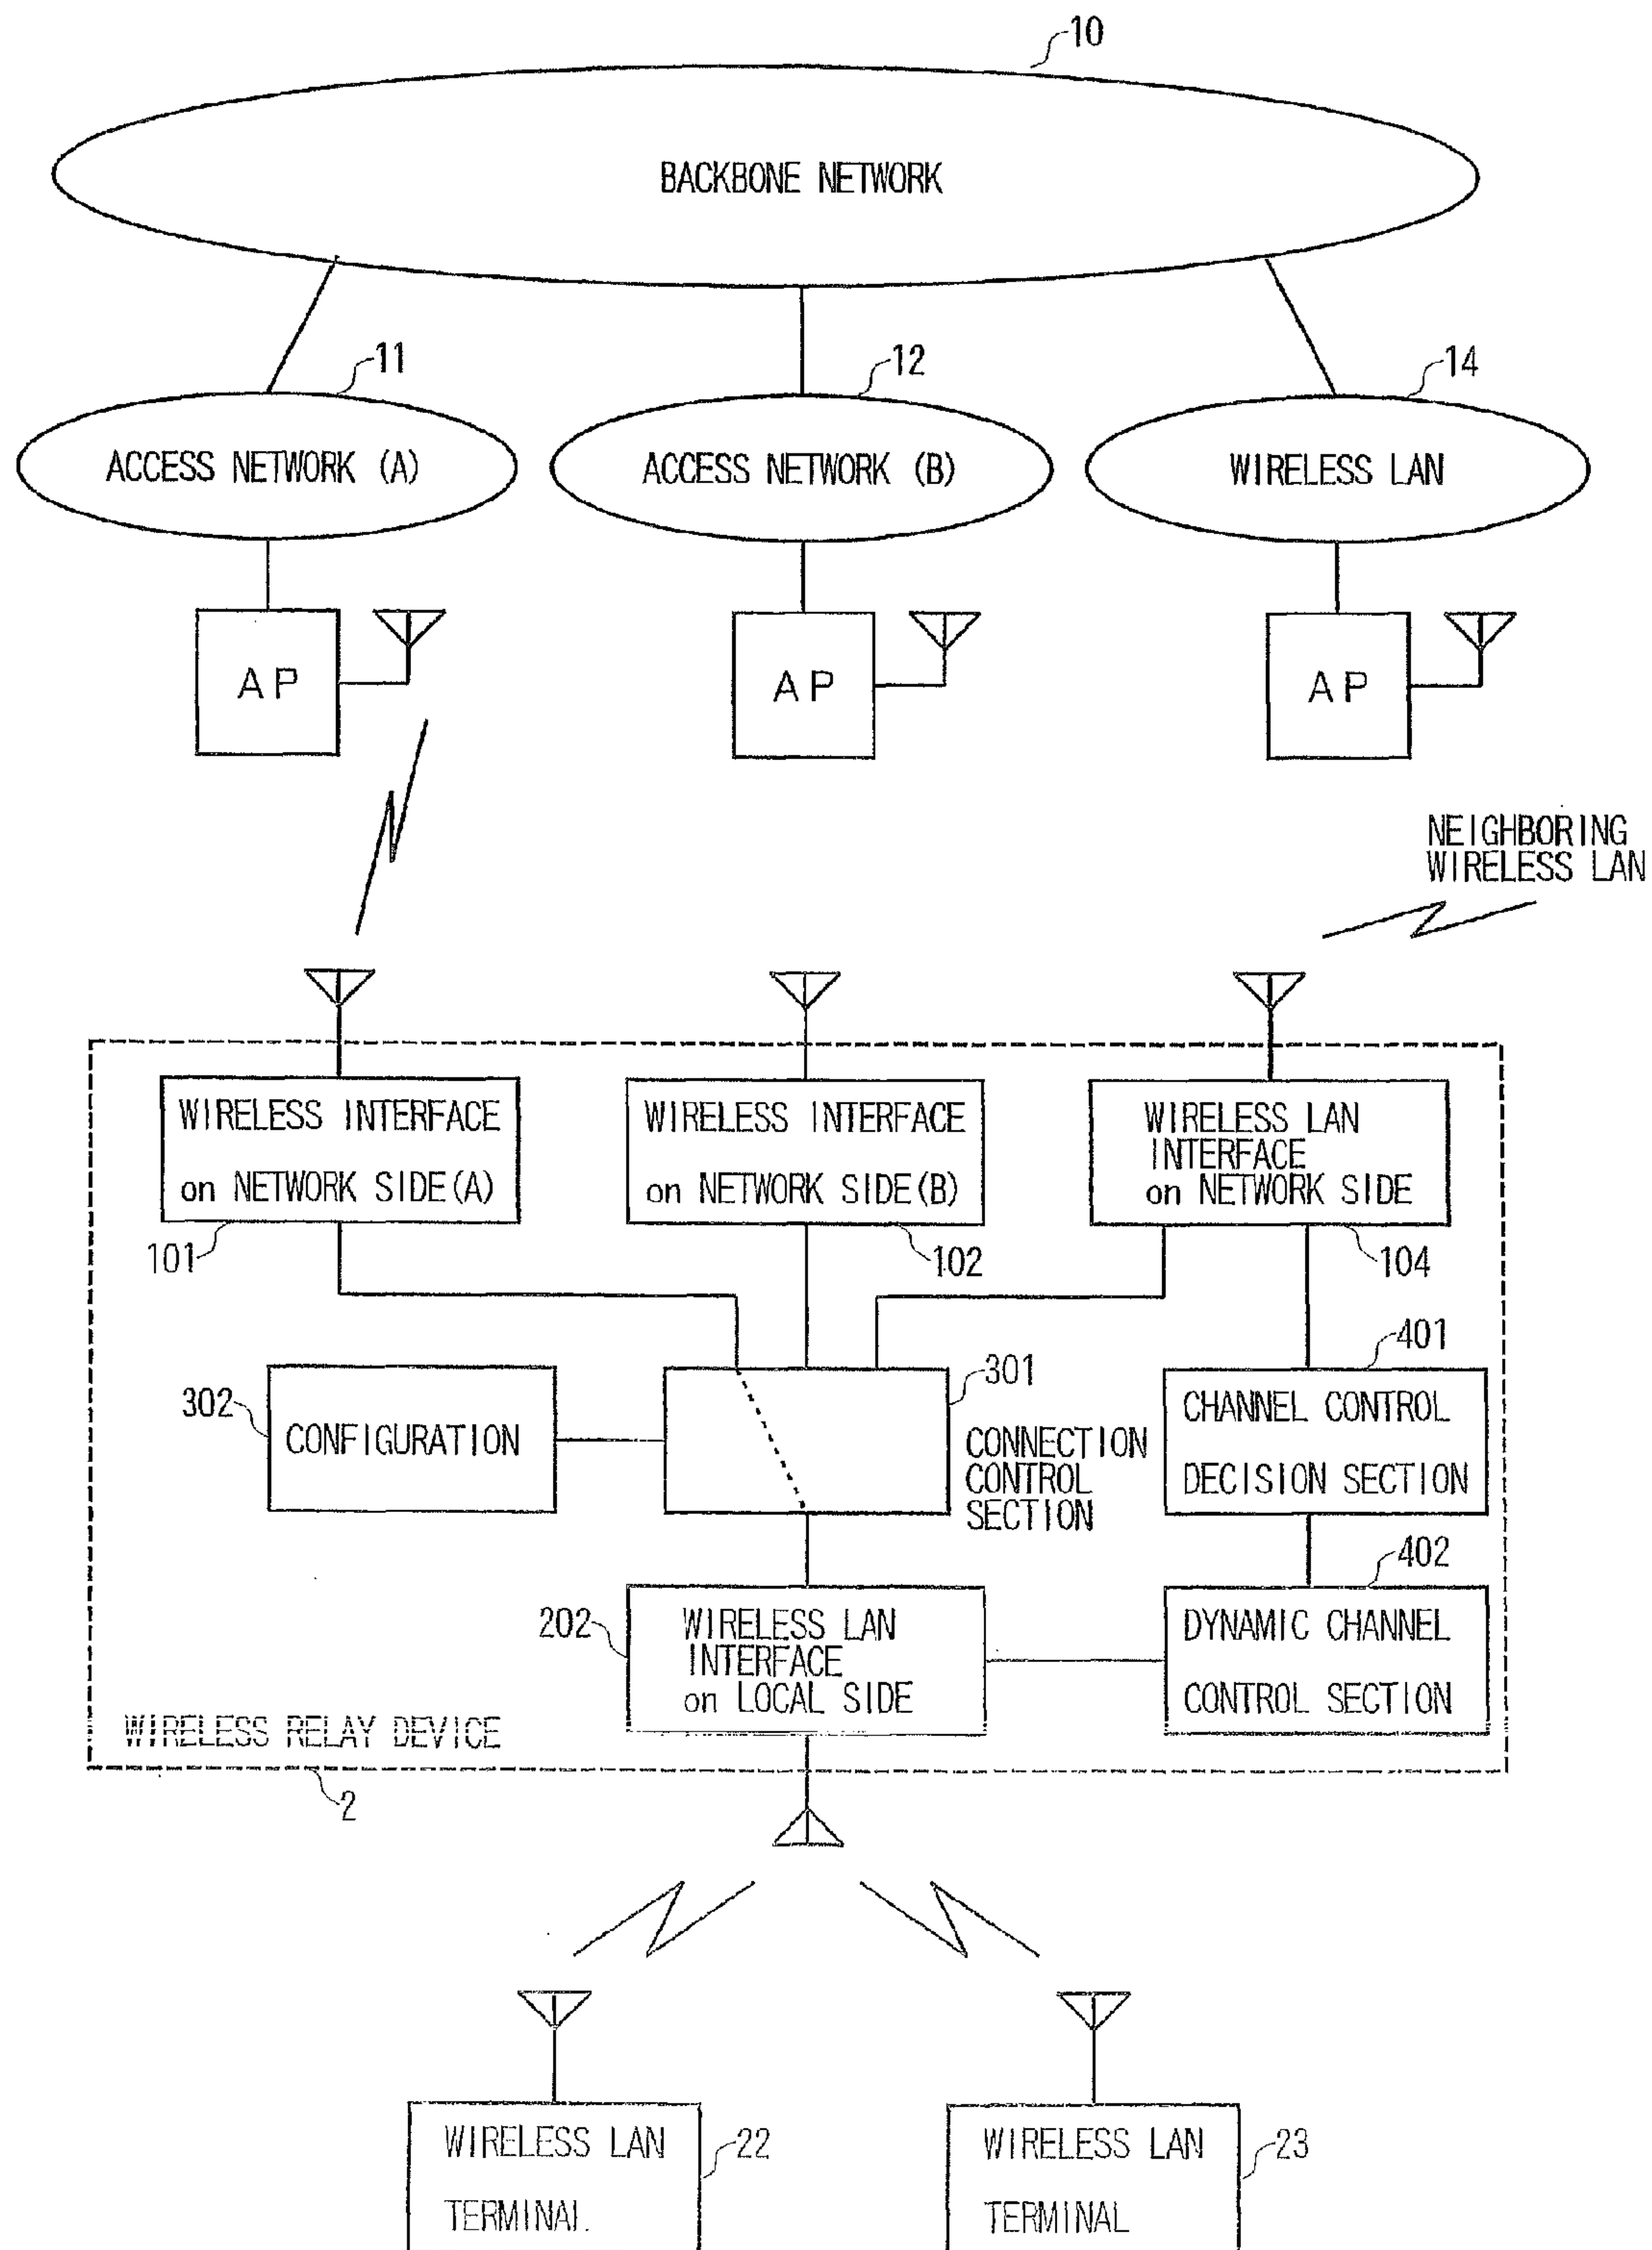 10
BACKBONE NETWORK
11
12
14
ACCESS NETWORK (A)
ACCESS NETWORK (B)
WIRELESS LAN
AP
AP
AP
NEIGHBORING
WIRELESS LAN
WIRELESS INTERFACE
on NETWORK SIDE(A)
WIRELESS INTERFACE
on NETWORK SIDE(B)
WIRELESS LAN
INTERFACE
on NETWORK SIDE
101
102
104
302
CONFIGURATION
301
CONNECTION
CONTROL
SECTION
401
CHANNEL CONTROL
DECISION SECTION
402
202
WIRELESS LAN
INTERFACE
on LOCAL SIDE
DYNAMIC CHANNEL
CONTROL SECTION
WIRELESS RELAY DEVICE
2
WIRELESS LAN
TERMINAL
22
WIRELESS LAN
TERMINAL
23